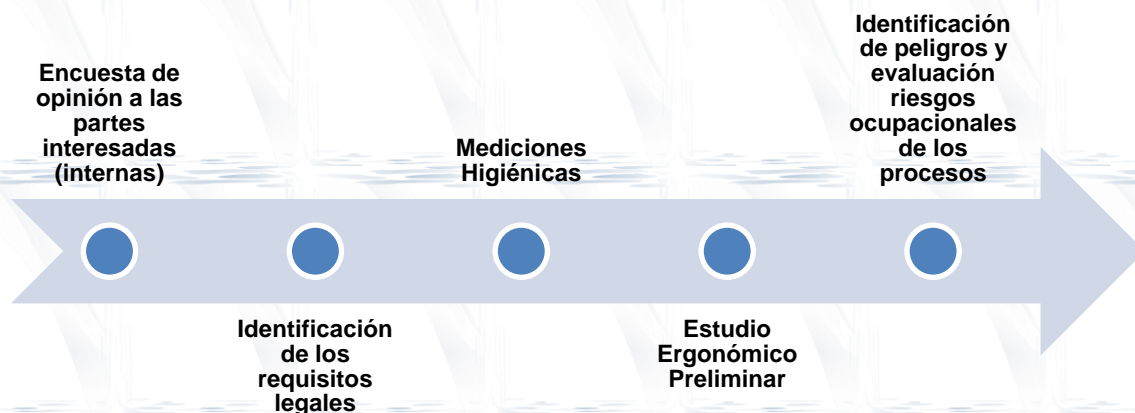 Encuesta de
opinión a las
partes
interesadas
(internas)
Identificación
de los
requisitos
legales
Mediciones
Higiénicas
Estudio
Ergonómico
Preliminar
Identificación
de peligros y
evaluación
riesgos
ocupacionales
de los
procesos